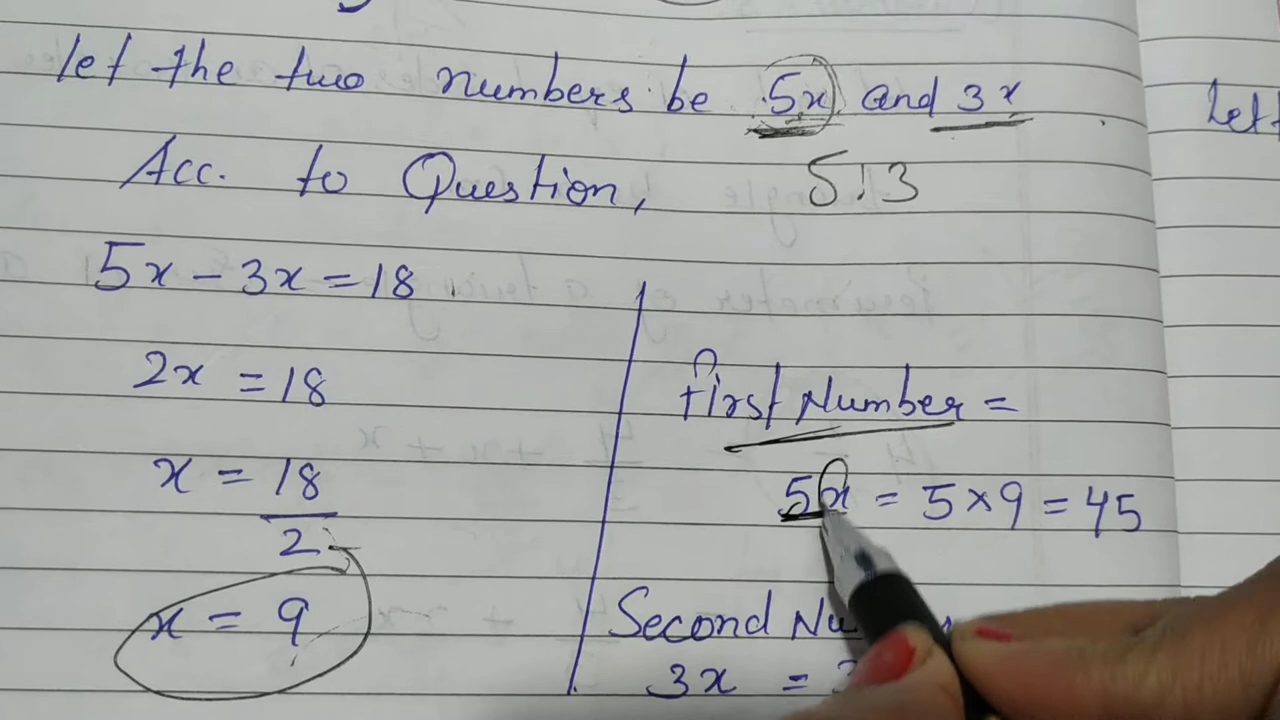 let the two numbers be 5x and 3x
Acc. to Question, 5:3
5x - 3x = 18
2x = 18
x = 18
2
x = 9
First Number =
5x = 5 × 9 = 45
Second
3x =
Let